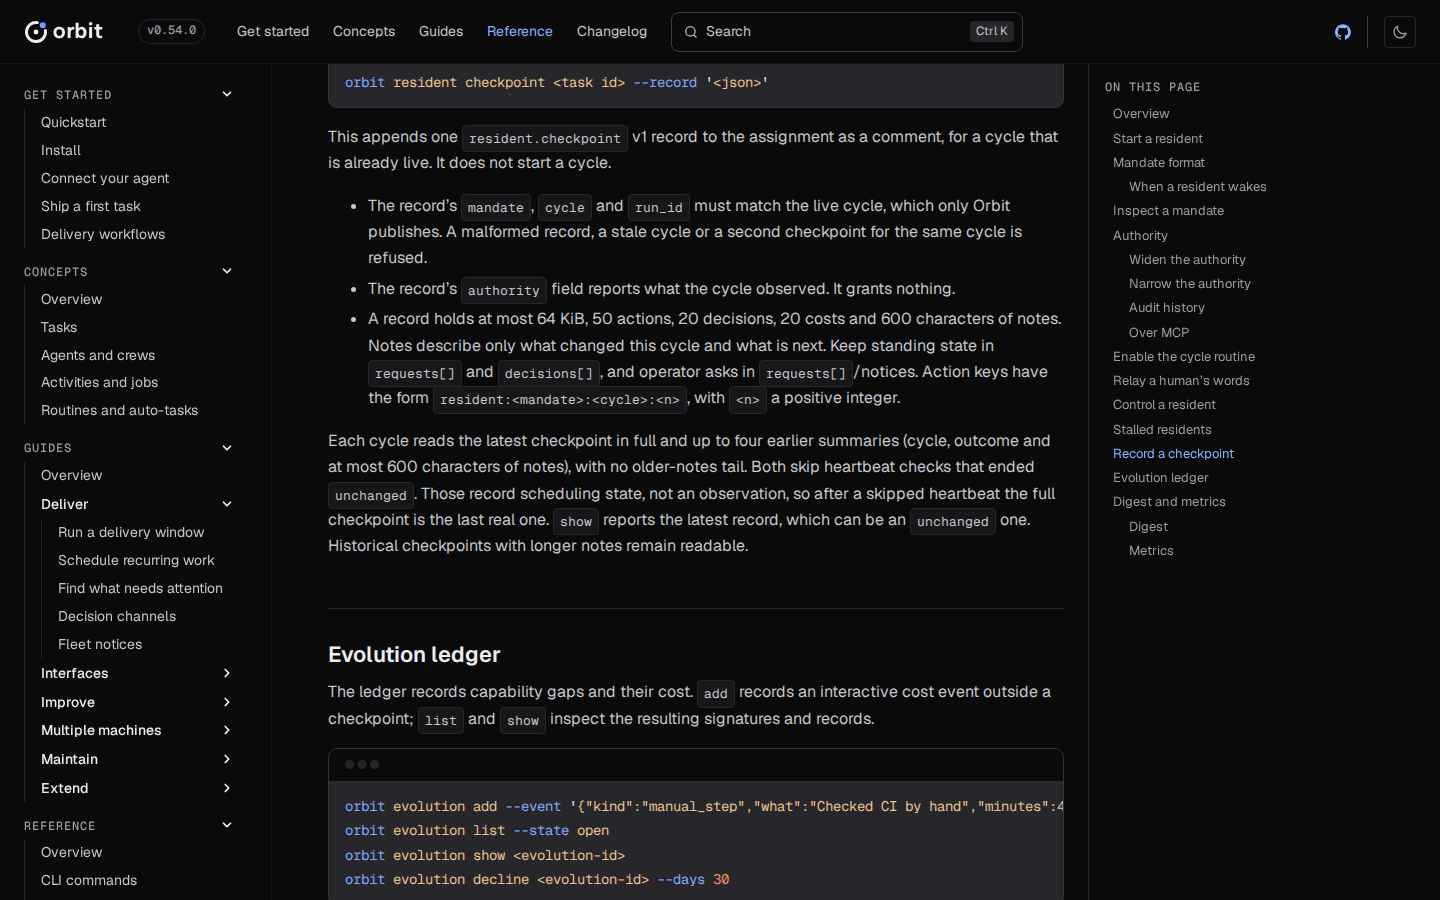 orbit
v0.54.0
Get started
Concepts
Guides
Reference
Changelog
Search
Ctrl K
GET STARTED
Quickstart
Install
Connect your agent
Ship a first task
Delivery workflows
CONCEPTS
Overview
Tasks
Agents and crews
Activities and jobs
Routines and auto-tasks
GUIDES
Overview
Deliver
Run a delivery window
Schedule recurring work
Find what needs attention
Decision channels
Fleet notices
Interfaces
Improve
Multiple machines
Maintain
Extend
REFERENCE
Overview
CLI commands
orbit resident checkpoint <task id> --record '<json>'
This appends one resident.checkpoint v1 record to the assignment as a comment, for a cycle that
is already live. It does not start a cycle.
• The record's mandate, cycle and run_id must match the live cycle, which only Orbit
publishes. A malformed record, a stale cycle or a second checkpoint for the same cycle is
refused.
• The record's authority field reports what the cycle observed. It grants nothing.
• A record holds at most 64 KiB, 50 actions, 20 decisions, 20 costs and 600 characters of notes.
Notes describe only what changed this cycle and what is next. Keep standing state in
requests[] and decisions[], and operator asks in requests[]/notices. Action keys have
the form resident:<mandate>:<cycle>:<n>, with <n> a positive integer.
Each cycle reads the latest checkpoint in full and up to four earlier summaries (cycle, outcome and
at most 600 characters of notes), with no older-notes tail. Both skip heartbeat checks that ended
unchanged. Those record scheduling state, not an observation, so after a skipped heartbeat the full
checkpoint is the last real one. show reports the latest record, which can be an unchanged one.
Historical checkpoints with longer notes remain readable.
Evolution ledger
The ledger records capability gaps and their cost. add records an interactive cost event outside a
checkpoint; list and show inspect the resulting signatures and records.
orbit evolution add --event '{"kind":"manual_step","what":"Checked CI by hand","minutes":4
orbit evolution list --state open
orbit evolution show <evolution-id>
orbit evolution decline <evolution-id> --days 30
ON THIS PAGE
Overview
Start a resident
Mandate format
When a resident wakes
Inspect a mandate
Authority
Widen the authority
Narrow the authority
Audit history
Over MCP
Enable the cycle routine
Relay a human's words
Control a resident
Stalled residents
Record a checkpoint
Evolution ledger
Digest and metrics
Digest
Metrics